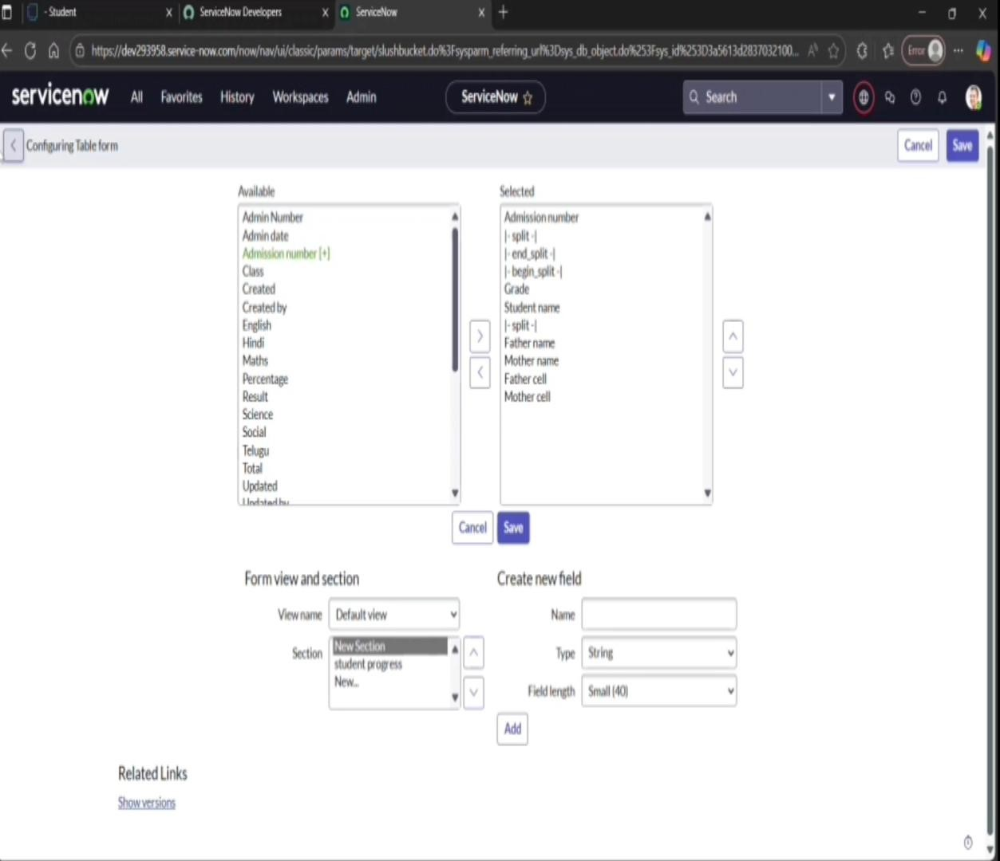 - Student
ServiceNow Developers
ServiceNow
https://dev293958.service-now.com/now/nav/ui/classic/params/target/slushbucket.do%3Fsysparm_referring_url%3Dsys_db_object.do%253Fsys_id%253D3a5613d2837032100...
Error
servicenow All Favorites History Workspaces Admin ServiceNow Search
Configuring Table form Cancel Save
Available
Admin Number
Admin date
Admission number [+]
Class
Created
Created by
English
Hindi
Maths
Percentage
Result
Science
Social
Telugu
Total
Updated
Updated by
Selected
Admission number
|- split -|
|- end_split -|
|- begin_split -|
Grade
Student name
|- split -|
Father name
Mother name
Father cell
Mother cell
Cancel Save
Form view and section
View name Default view
Section New Section
student progress
New...
Create new field
Name
Type String
Field length Small (40)
Add
Related Links
Show versions